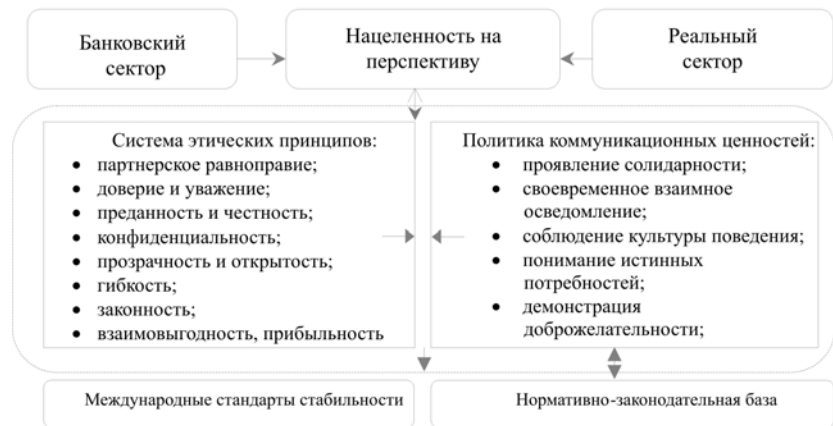 Банковский
сектор
Нацеленность на
перспективу
Реальный
сектор
Система этических принципов:
• партнерское равноправие;
• доверие и уважение;
• преданность и честность;
• конфиденциальность;
• прозрачность и открытость;
• гибкость;
• законность;
• взаимовыгодность, прибыльность
Политика коммуникационных ценностей:
• проявление солидарности;
• своевременное взаимное
осведомление;
• соблюдение культуры поведения;
• понимание истинных
потребностей;
• демонстрация
доброжелательности;
Международные стандарты стабильности
Нормативно-законодательная база